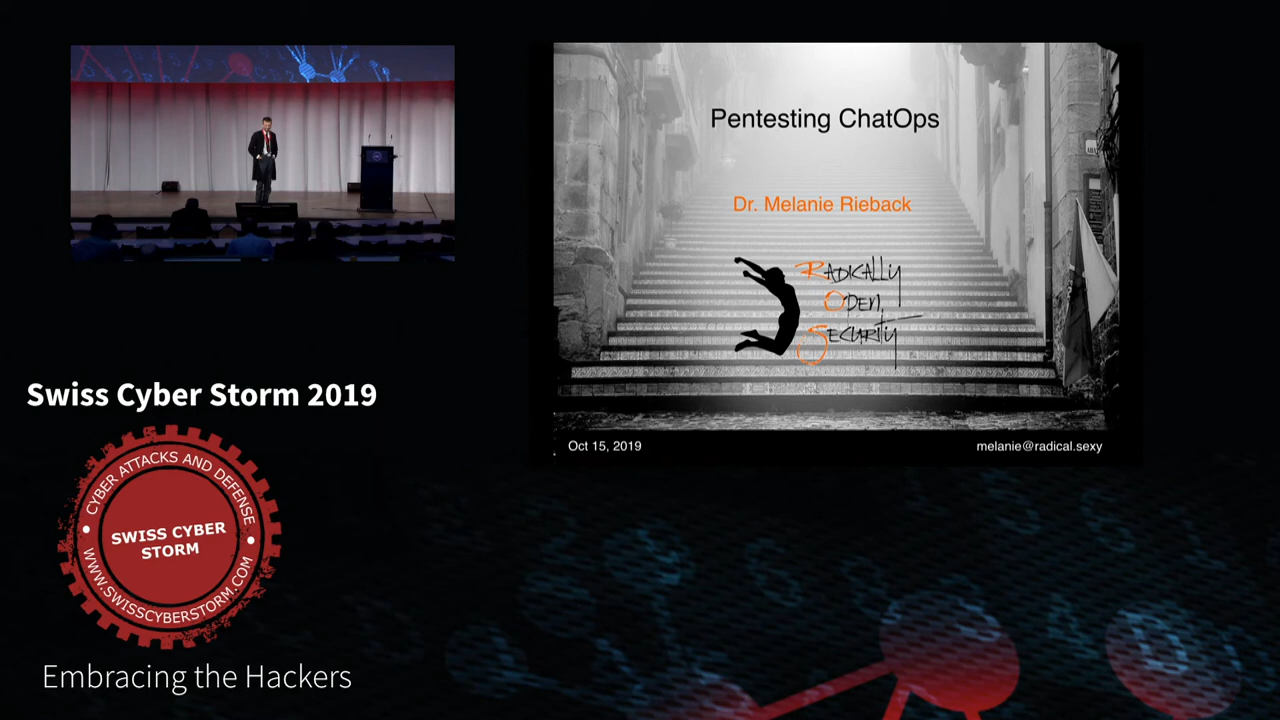 Pentesting ChatOps
Dr. Melanie Rieback
Radically
Open
Security
Oct 15, 2019
melanie@radical.sexy
Swiss Cyber Storm 2019
CYBER ATTACKS AND DEFENSE
SWISS CYBER
STORM
WWW.SWISSCYBERSTORM.COM
Embracing the Hackers